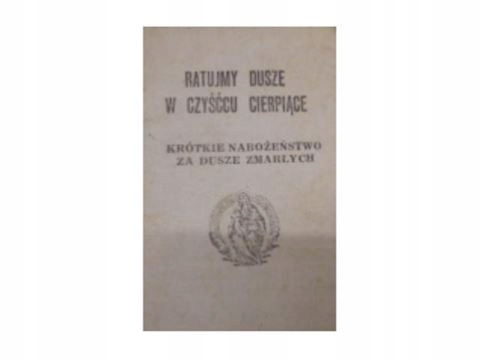 RATUJMY DUSZE
W CZYŚĆCU CIERPIĄCE
KRÓTKIE NABOŻEŃSTWO
ZA DUSZE ZMARŁYCH